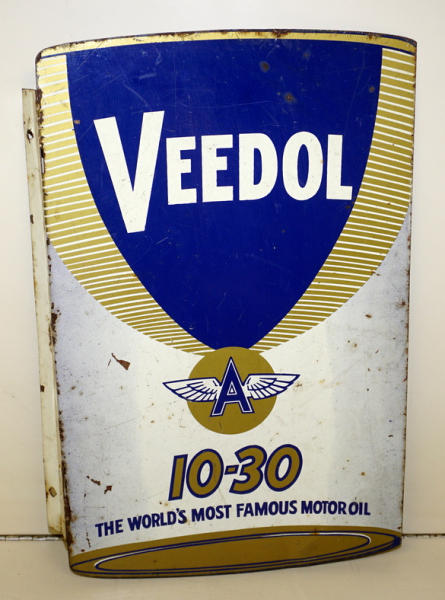 VEEDOL
A
10-30
THE WORLD'S MOST FAMOUS MOTOR OIL